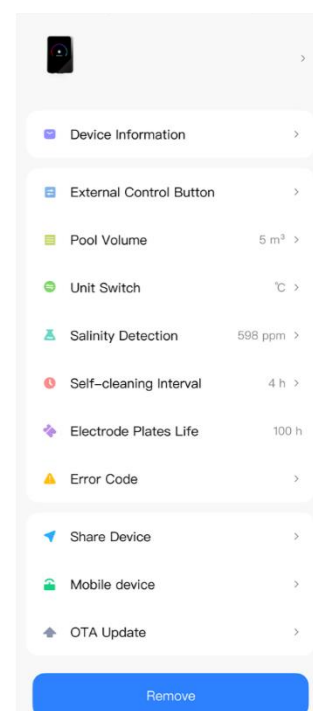 Device Information
External Control Button
Pool Volume 5 m³
Unit Switch ℃
Salinity Detection 598 ppm
Self-cleaning Interval 4 h
Electrode Plates Life 100 h
Error Code
Share Device
Mobile device
OTA Update
Remove